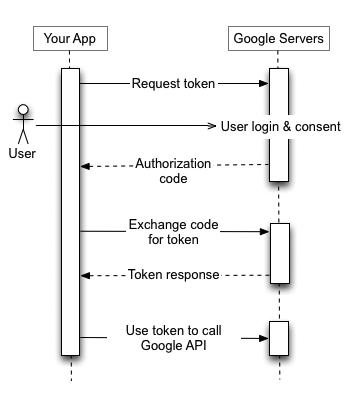 Your App
Google Servers
Request token
User login & consent
User
Authorization
code
Exchange code
for token
Token response
Use token to call
Google API